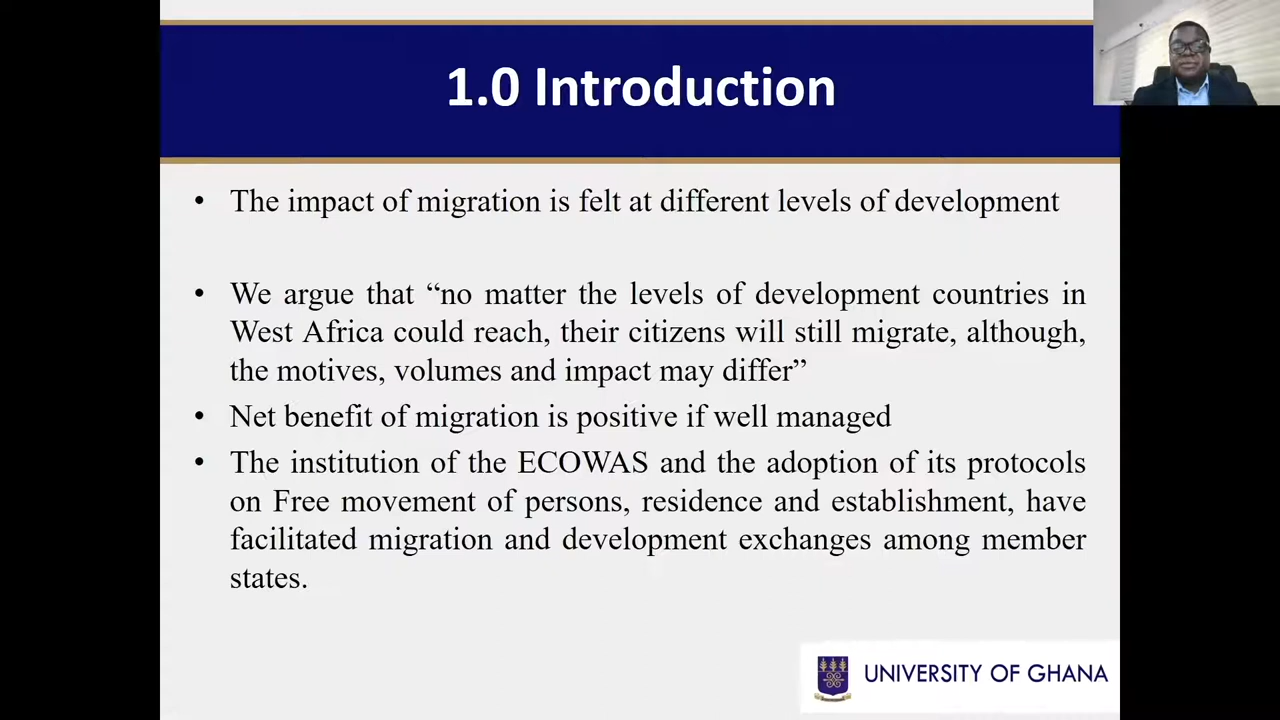 1.0 Introduction
• The impact of migration is felt at different levels of development
• We argue that “no matter the levels of development countries in
West Africa could reach, their citizens will still migrate, although,
the motives, volumes and impact may differ”
• Net benefit of migration is positive if well managed
• The institution of the ECOWAS and the adoption of its protocols
on Free movement of persons, residence and establishment, have
facilitated migration and development exchanges among member
states.
UNIVERSITY OF GHANA